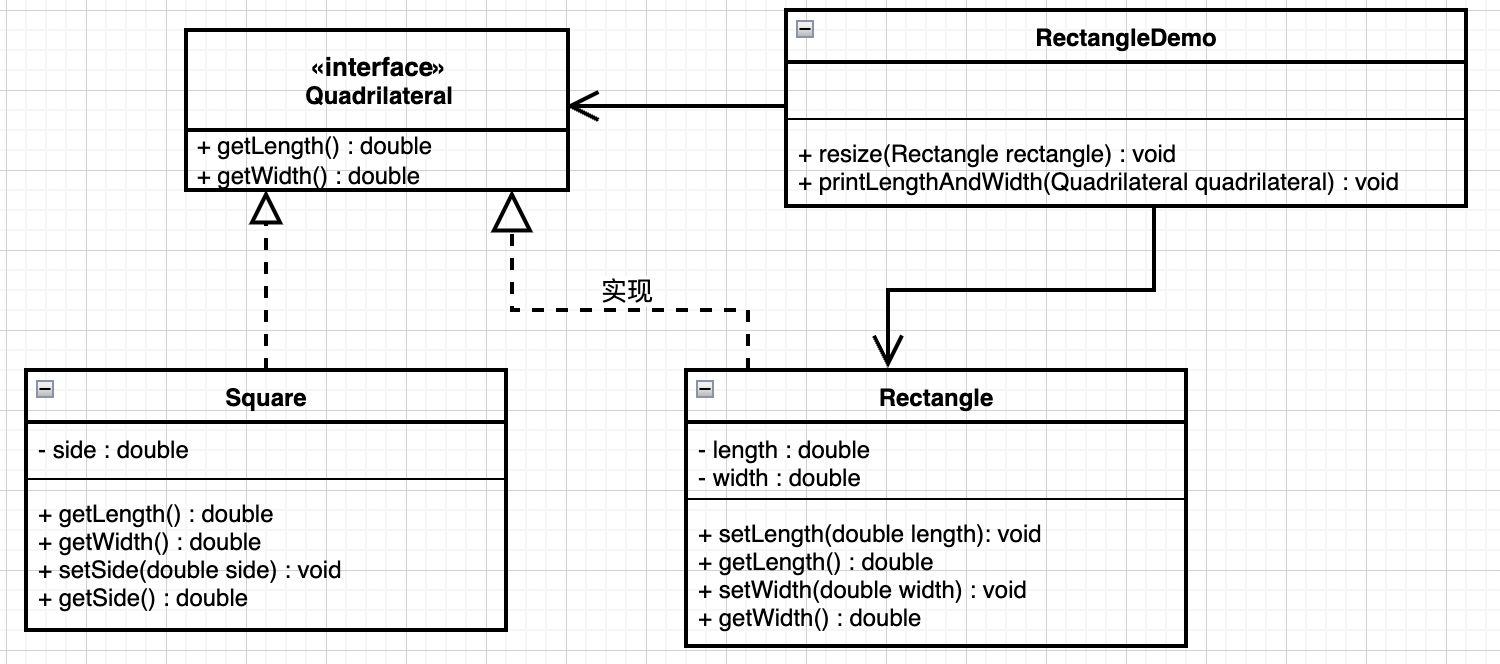 «interface»
Quadrilateral
+ getLength() : double
+ getWidth() : double
RectangleDemo
+ resize(Rectangle rectangle) : void
+ printLengthAndWidth(Quadrilateral quadrilateral) : void
实现
Square
- side : double
+ getLength() : double
+ getWidth() : double
+ setSide(double side) : void
+ getSide() : double
Rectangle
- length : double
- width : double
+ setLength(double length): void
+ getLength() : double
+ setWidth(double width) : void
+ getWidth() : double